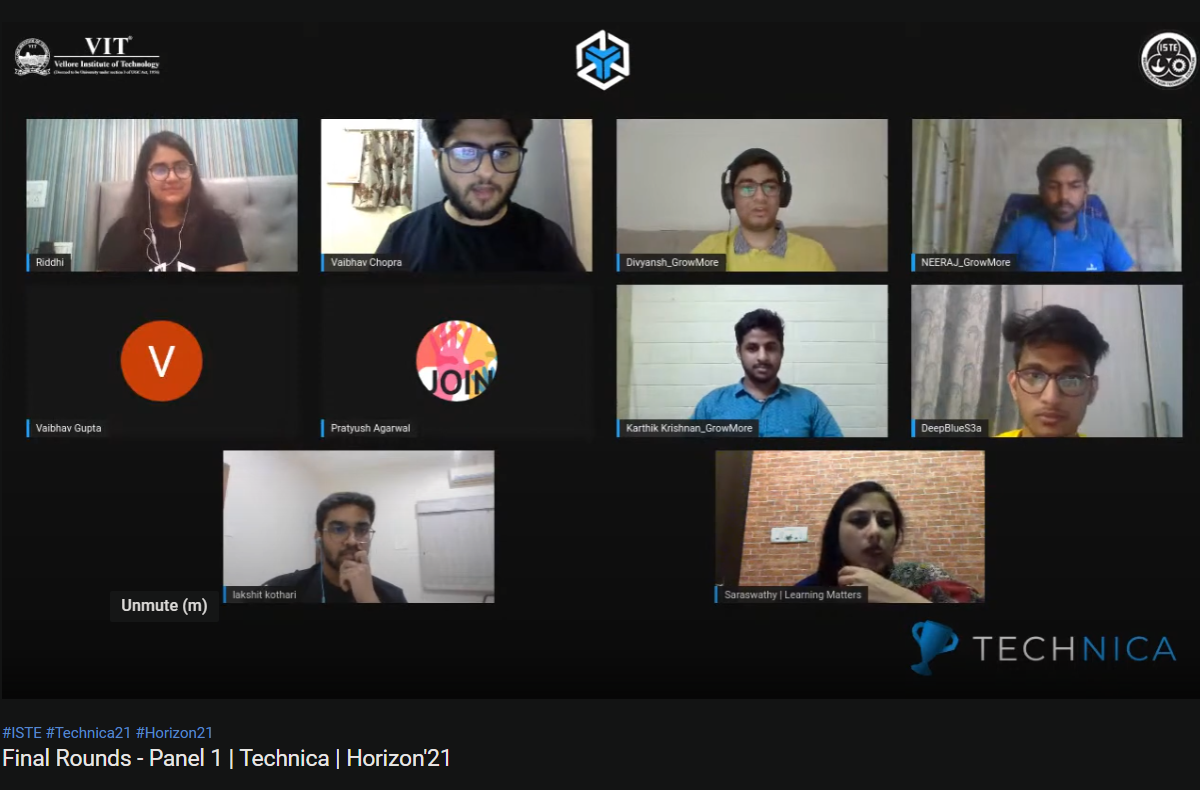 VIT®
Vellore Institute of Technology
(Deemed to be University under section 3 of UGC Act, 1956)
ISTE
Riddhi
Vaibhav Chopra
Divyansh_GrowMore
NEERAJ_GrowMore
V
JOIN
Vaibhav Gupta
Pratyush Agarwal
Karthik Krishnan_GrowMore
DeepBlueS3a
lakshit kothari
Saraswathy | Learning Matters
Unmute (m)
TECHNICA
#ISTE #Technica21 #Horizon21
Final Rounds - Panel 1 | Technica | Horizon'21